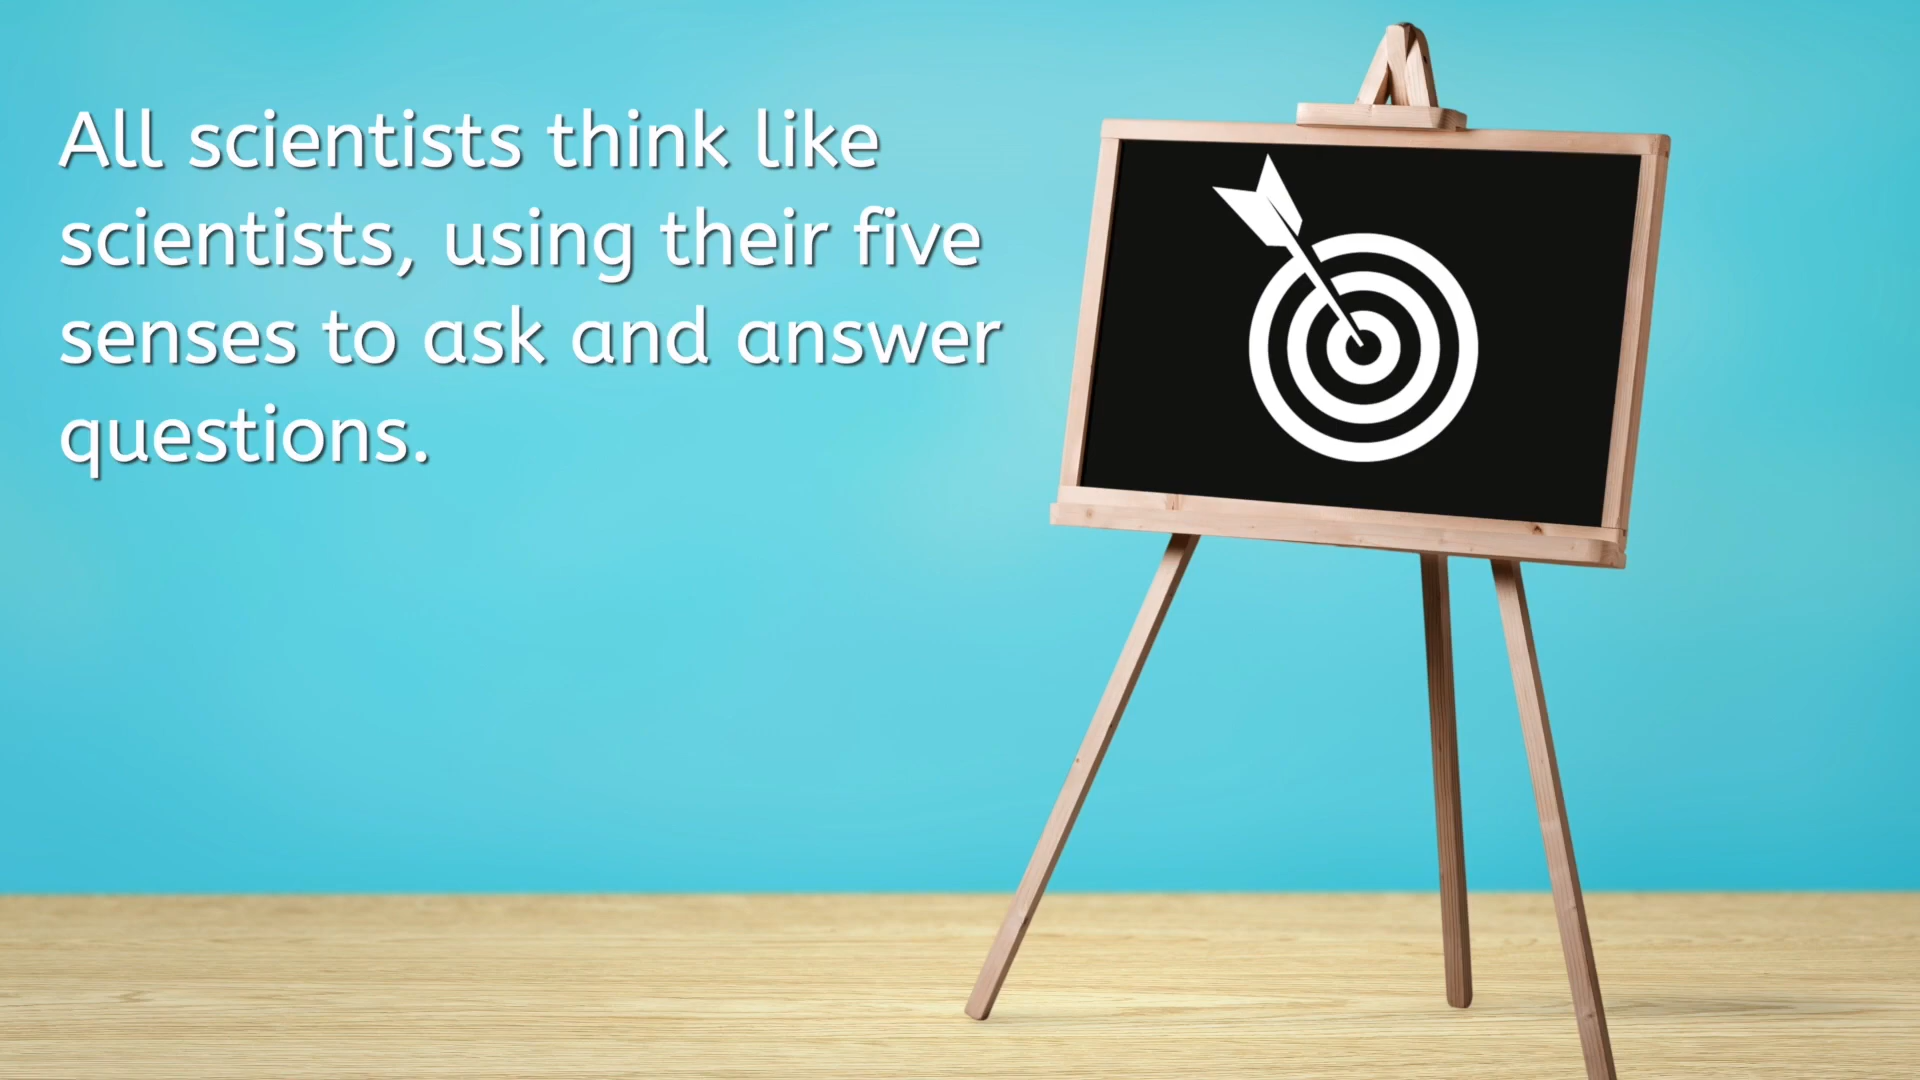 All scientists think like
scientists, using their five
senses to ask and answer
questions.